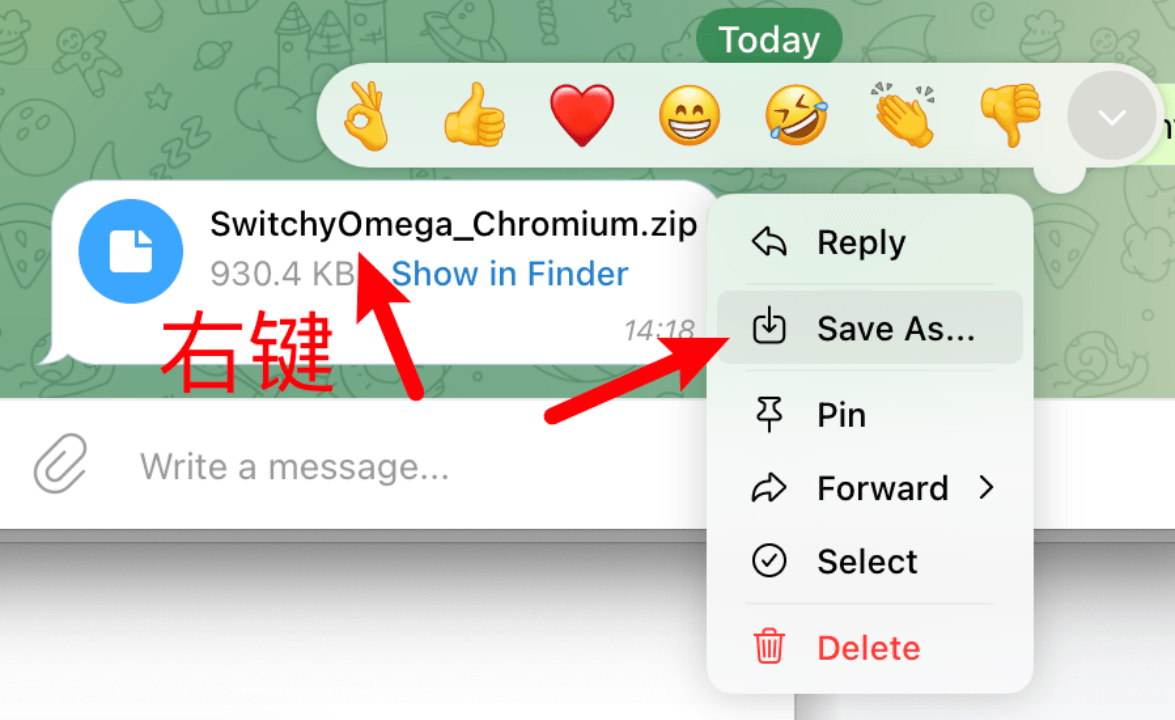 Today
SwitchyOmega_Chromium.zip
930.4 KB
Show in Finder
14:18
右键
Reply
Save As...
Pin
Forward
Select
Delete
Write a message...